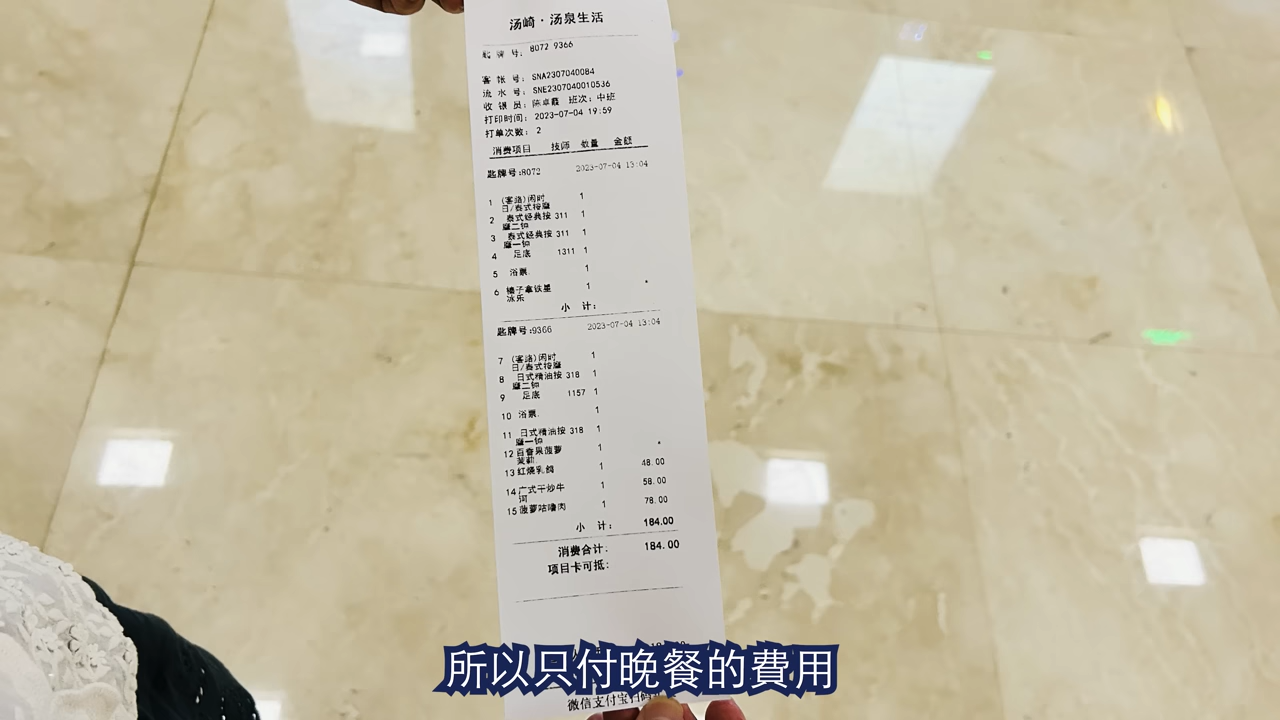 汤崎·汤泉生活
匙 牌 号: 8072 9366
客 账 号: SNA2307040084
流 水 号: SNE2307040010536
收 银 员: 陈卓霞 班次:中班
打印时间: 2023-07-04 19:59
打单次数: 2
消费项目 技师 数量 金额
匙牌号:8072 2023-07-04 13:04
1 (客路)闲时 1
日/泰式按摩
2 泰式经典按 311 1
摩二钟
3 泰式经典按 311 1
摩一钟
4 足底 1311 1
5 浴票 1
6 榛子拿铁星 1
冰乐
小 计:
匙牌号:9366 2023-07-04 13:04
7 (客路)闲时 1
日/泰式按摩
8 日式精油按 318 1
摩二钟
9 足底 1157 1
10 浴票 1
11 日式精油按 318 1
摩一钟
12 百香果菠萝 1
茉勒
13 红烧乳鸽 1 48.00
14 广式干炒牛 1 58.00
河
15 菠萝咕噜肉 1 78.00
小 计: 184.00
消费合计: 184.00
项目卡可抵:
所以只付晚餐的費用
微信支付宝扫码